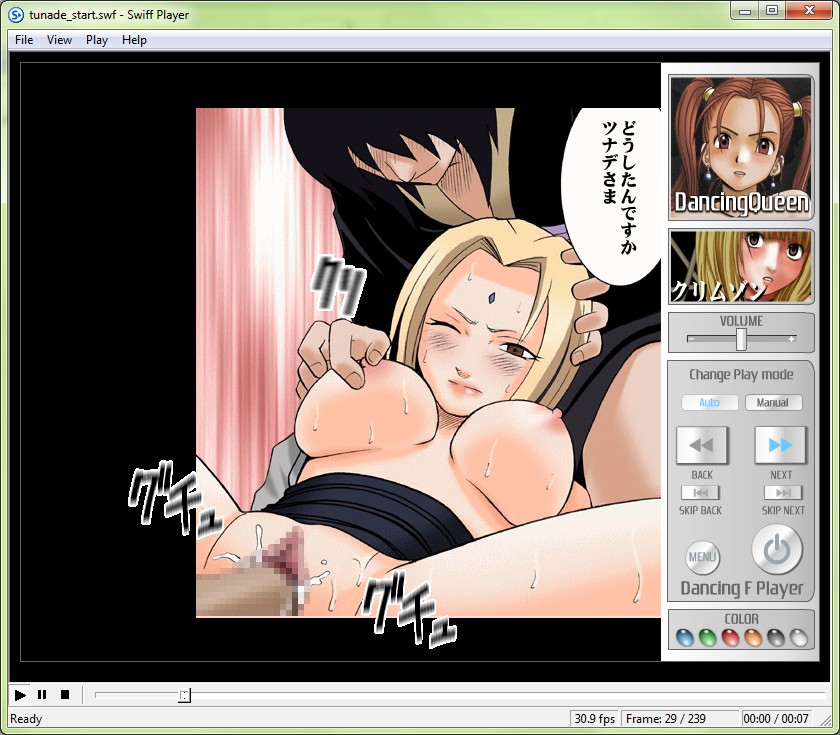 tunade_start.swf - Swiff Player
File View Play Help
どうしたんですか
ツナデさま
クリ
グチュ
グチュ
DancingQueen
クリムゾン
VOLUME
- +
Change Play mode
Auto Manual
BACK NEXT
SKIP BACK SKIP NEXT
MENU
Dancing F Player
COLOR
Ready 30.9 fps Frame: 29 / 239 00:00 / 00:07